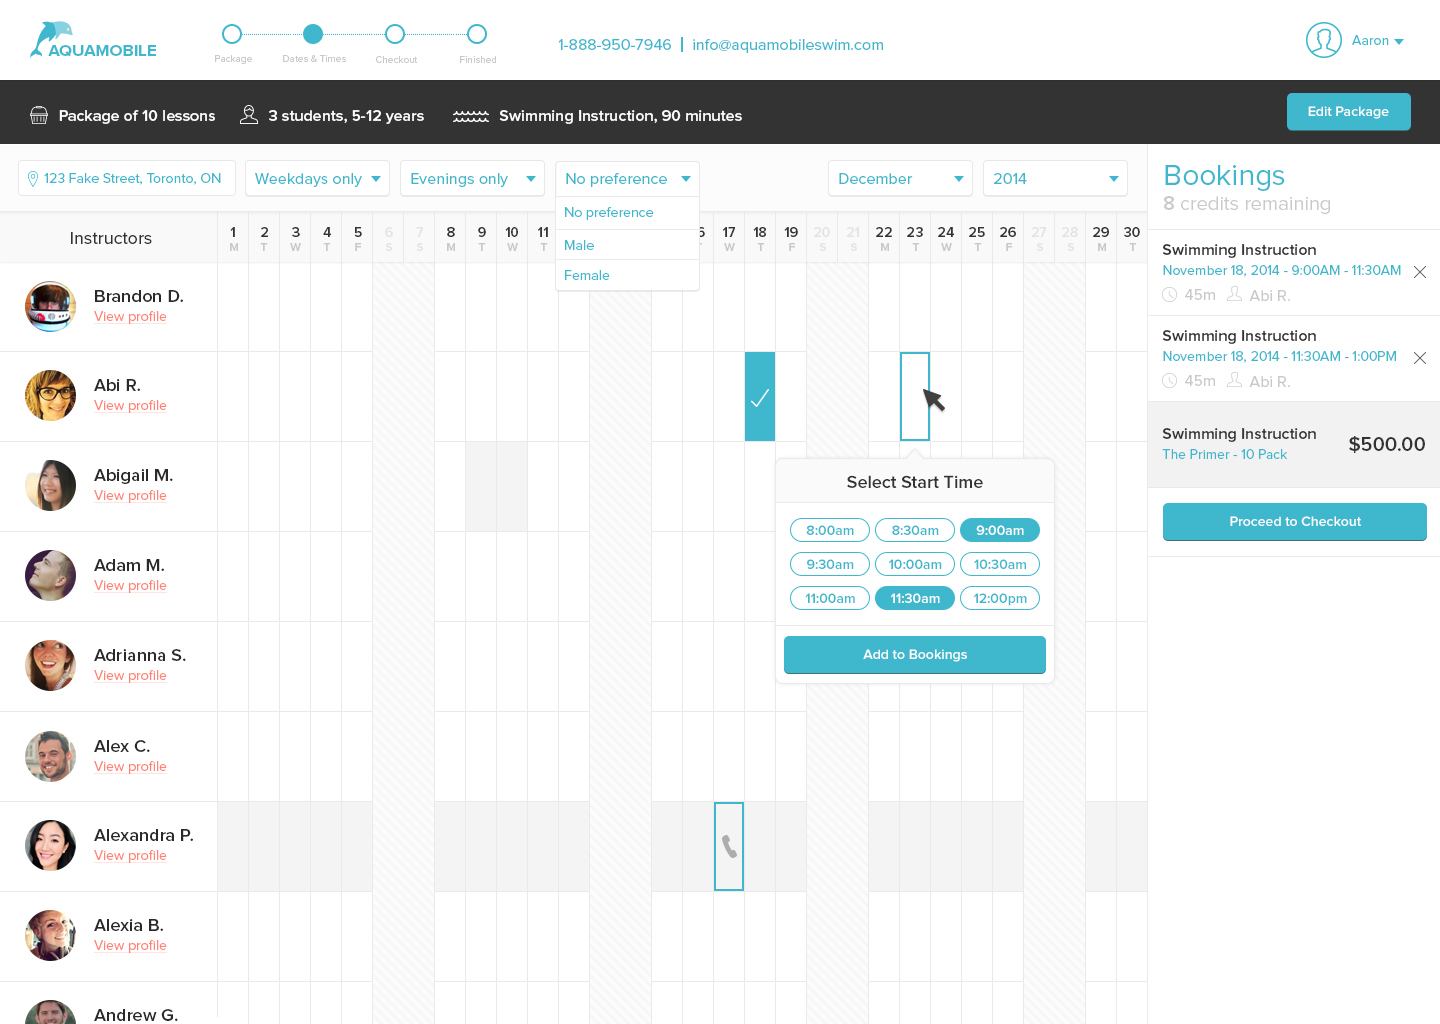 AQUAMOBILE
Package
Dates & Times
Checkout
Finished
1-888-950-7946 | info@aquamobileswim.com
Aaron
Package of 10 lessons
3 students, 5-12 years
Swimming Instruction, 90 minutes
Edit Package
123 Fake Street, Toronto, ON
Weekdays only
Evenings only
No preference
No preference
Male
Female
December
2014
Instructors
1 2 3 4 5 6 7 8 9 10 11 6 17 18 19 20 21 22 23 24 25 26 27 28 29 30
M T W T F S S M T W T T W T F S S M T W T F S S M T
Brandon D.
View profile
Abi R.
View profile
Abigail M.
View profile
Adam M.
View profile
Adrianna S.
View profile
Alex C.
View profile
Alexandra P.
View profile
Alexia B.
View profile
Andrew G.
Select Start Time
8:00am 8:30am 9:00am
9:30am 10:00am 10:30am
11:00am 11:30am 12:00pm
Add to Bookings
Bookings
8 credits remaining
Swimming Instruction
November 18, 2014 - 9:00AM - 11:30AM
45m Abi R.
Swimming Instruction
November 18, 2014 - 11:30AM - 1:00PM
45m Abi R.
Swimming Instruction
The Primer - 10 Pack
$500.00
Proceed to Checkout